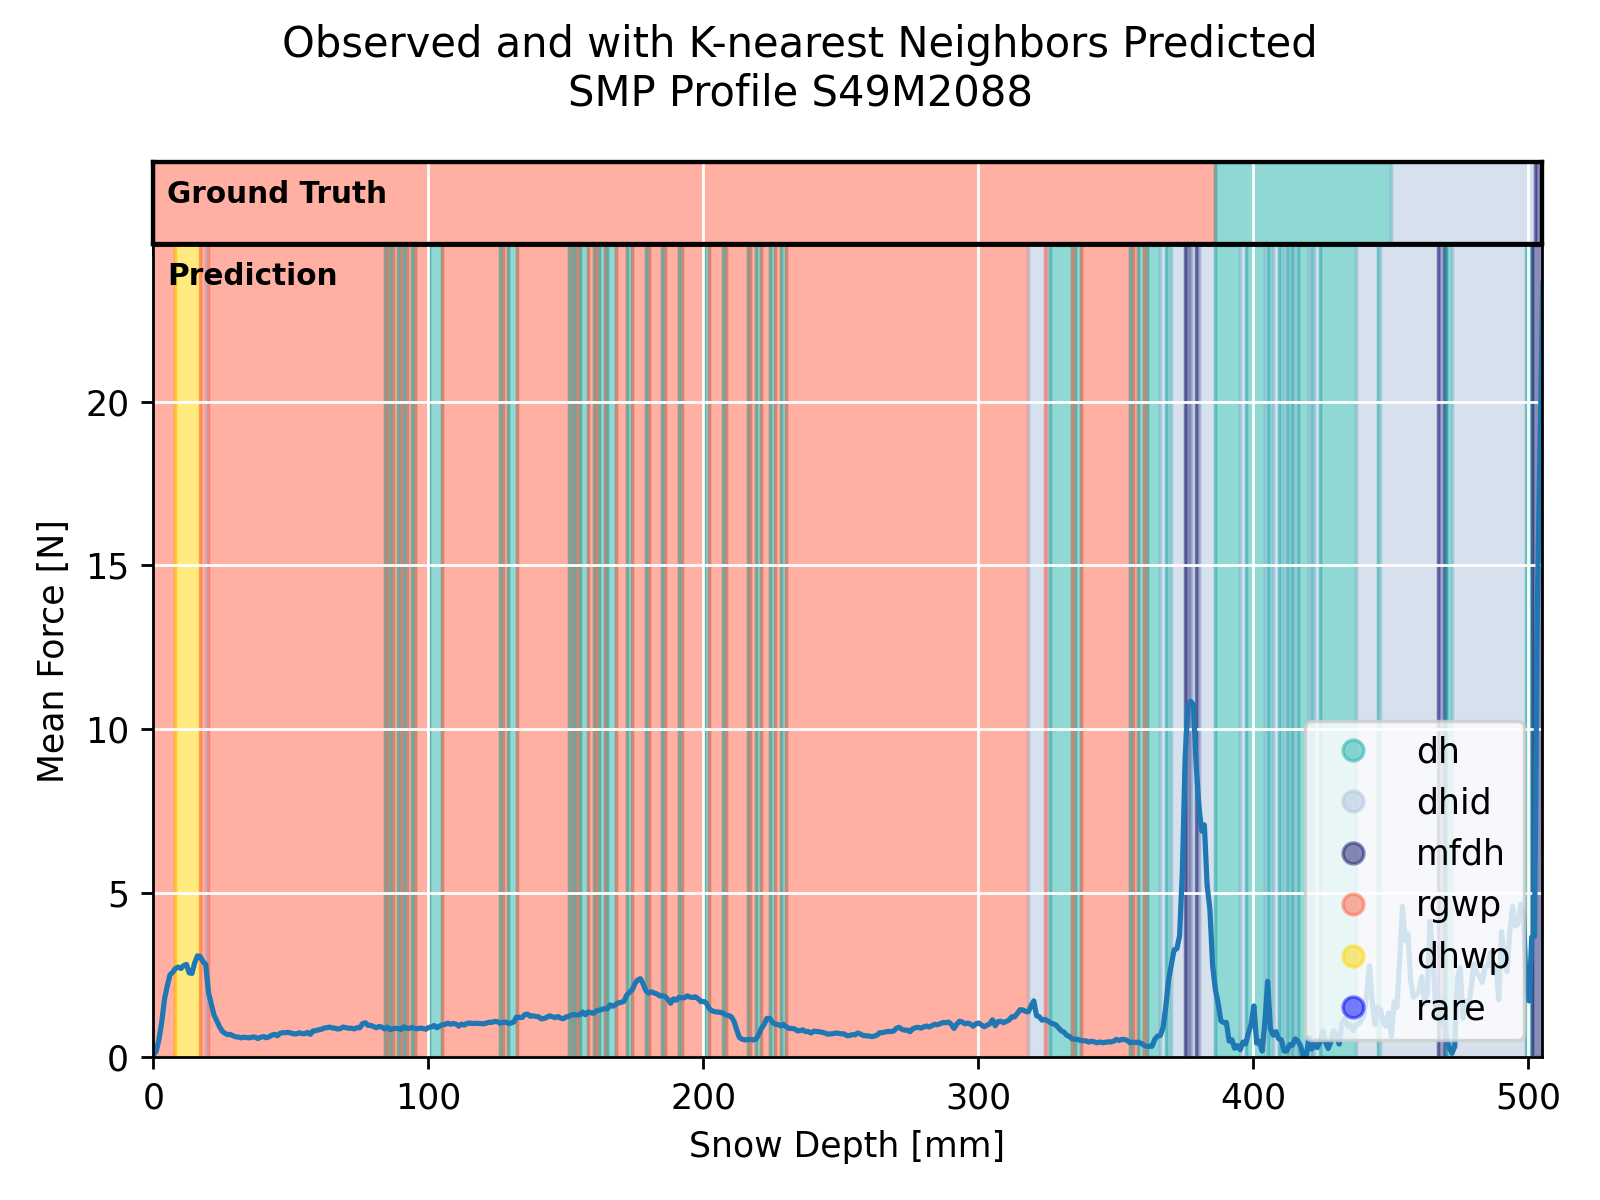 Observed and with K-nearest Neighbors Predicted
SMP Profile S49M2088
Ground Truth
Prediction
20
15
10
5
0
Mean Force [N]
dh
dhid
mfdh
rgwp
dhwp
rare
0 100 200 300 400 500
Snow Depth [mm]